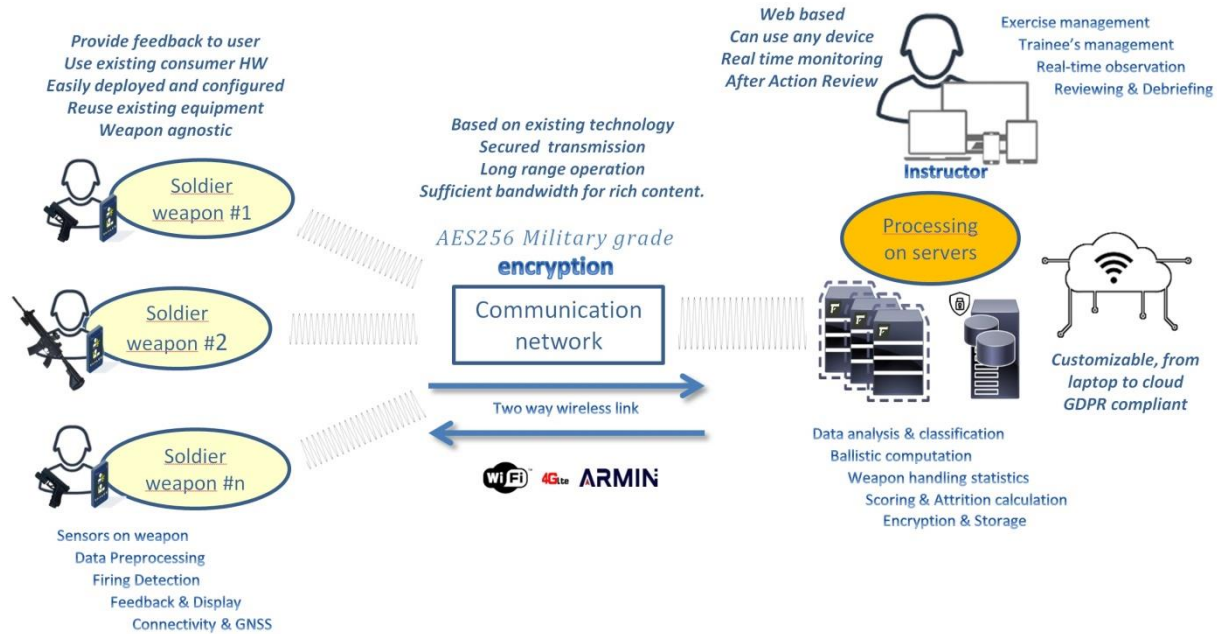 Provide feedback to user
Use existing consumer HW
Easily deployed and configured
Reuse existing equipment
Weapon agnostic
Soldier
weapon #1
Soldier
weapon #2
Soldier
weapon #n
Sensors on weapon
Data Preprocessing
Firing Detection
Feedback & Display
Connectivity & GNSS
Based on existing technology
Secured transmission
Long range operation
Sufficient bandwidth for rich content.
AES256 Military grade
encryption
Communication
network
Two way wireless link
WiFi
4G Lte
ARMIN
Web based
Can use any device
Real time monitoring
After Action Review
Exercise management
Trainee's management
Real-time observation
Reviewing & Debriefing
Instructor
Processing
on servers
F
F
F
Customizable, from
laptop to cloud
GDPR compliant
Data analysis & classification
Ballistic computation
Weapon handling statistics
Scoring & Attrition calculation
Encryption & Storage